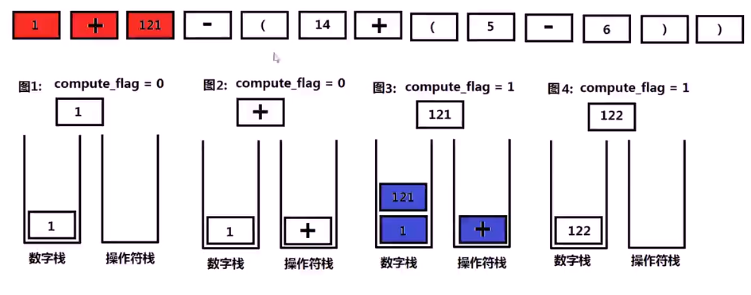 1 + 121 - ( 14 + ( 5 - 6 ) )
图1: compute_flag = 0 图2: compute_flag = 0 图3: compute_flag = 1 图4: compute_flag = 1
1 + 121 122
121
1 1 + 1 + 122
数字栈 操作符栈 数字栈 操作符栈 数字栈 操作符栈 数字栈 操作符栈